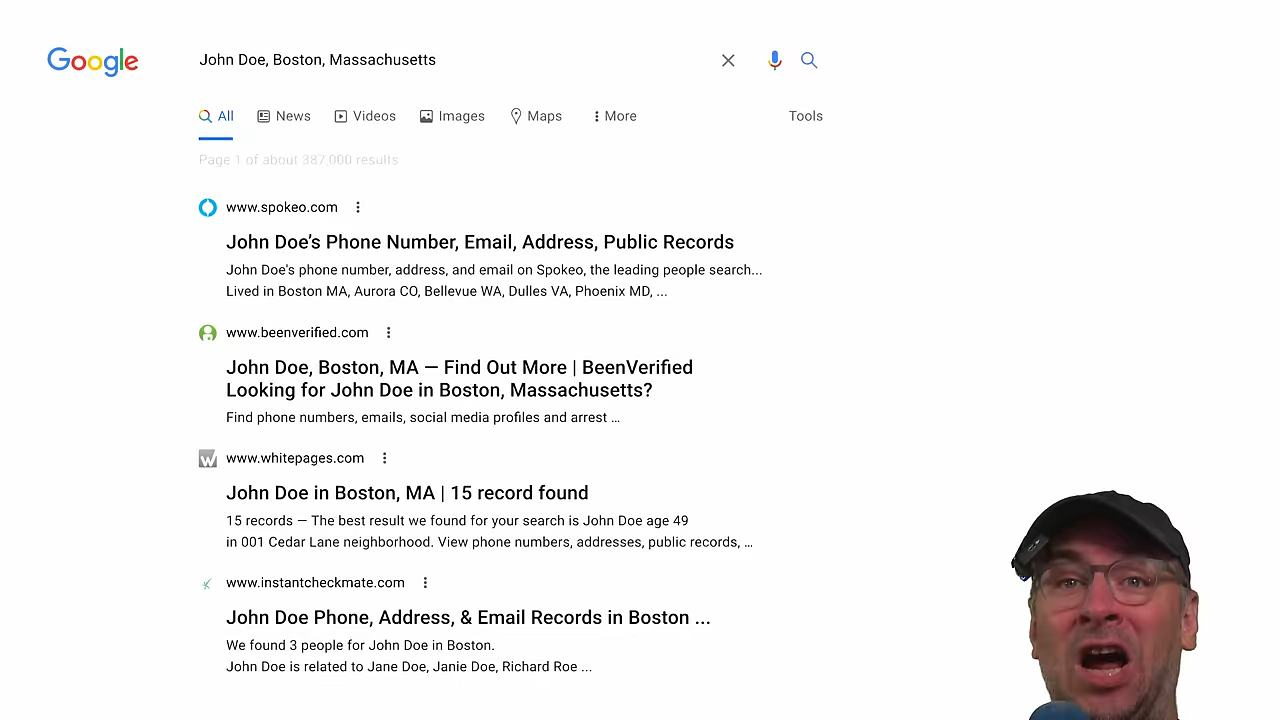 Google
John Doe, Boston, Massachusetts
All News Videos Images Maps More Tools
Page 1 of about 387,000 results
www.spokeo.com
John Doe’s Phone Number, Email, Address, Public Records
John Doe's phone number, address, and email on Spokeo, the leading people search...
Lived in Boston MA, Aurora CO, Bellevue WA, Dulles VA, Phoenix MD, ...
www.beenverified.com
John Doe, Boston, MA — Find Out More | BeenVerified
Looking for John Doe in Boston, Massachusetts?
Find phone numbers, emails, social media profiles and arrest ...
www.whitepages.com
John Doe in Boston, MA | 15 record found
15 records — The best result we found for your search is John Doe age 49
in 001 Cedar Lane neighborhood. View phone numbers, addresses, public records, ...
www.instantcheckmate.com
John Doe Phone, Address, & Email Records in Boston ...
We found 3 people for John Doe in Boston.
John Doe is related to Jane Doe, Janie Doe, Richard Roe ...